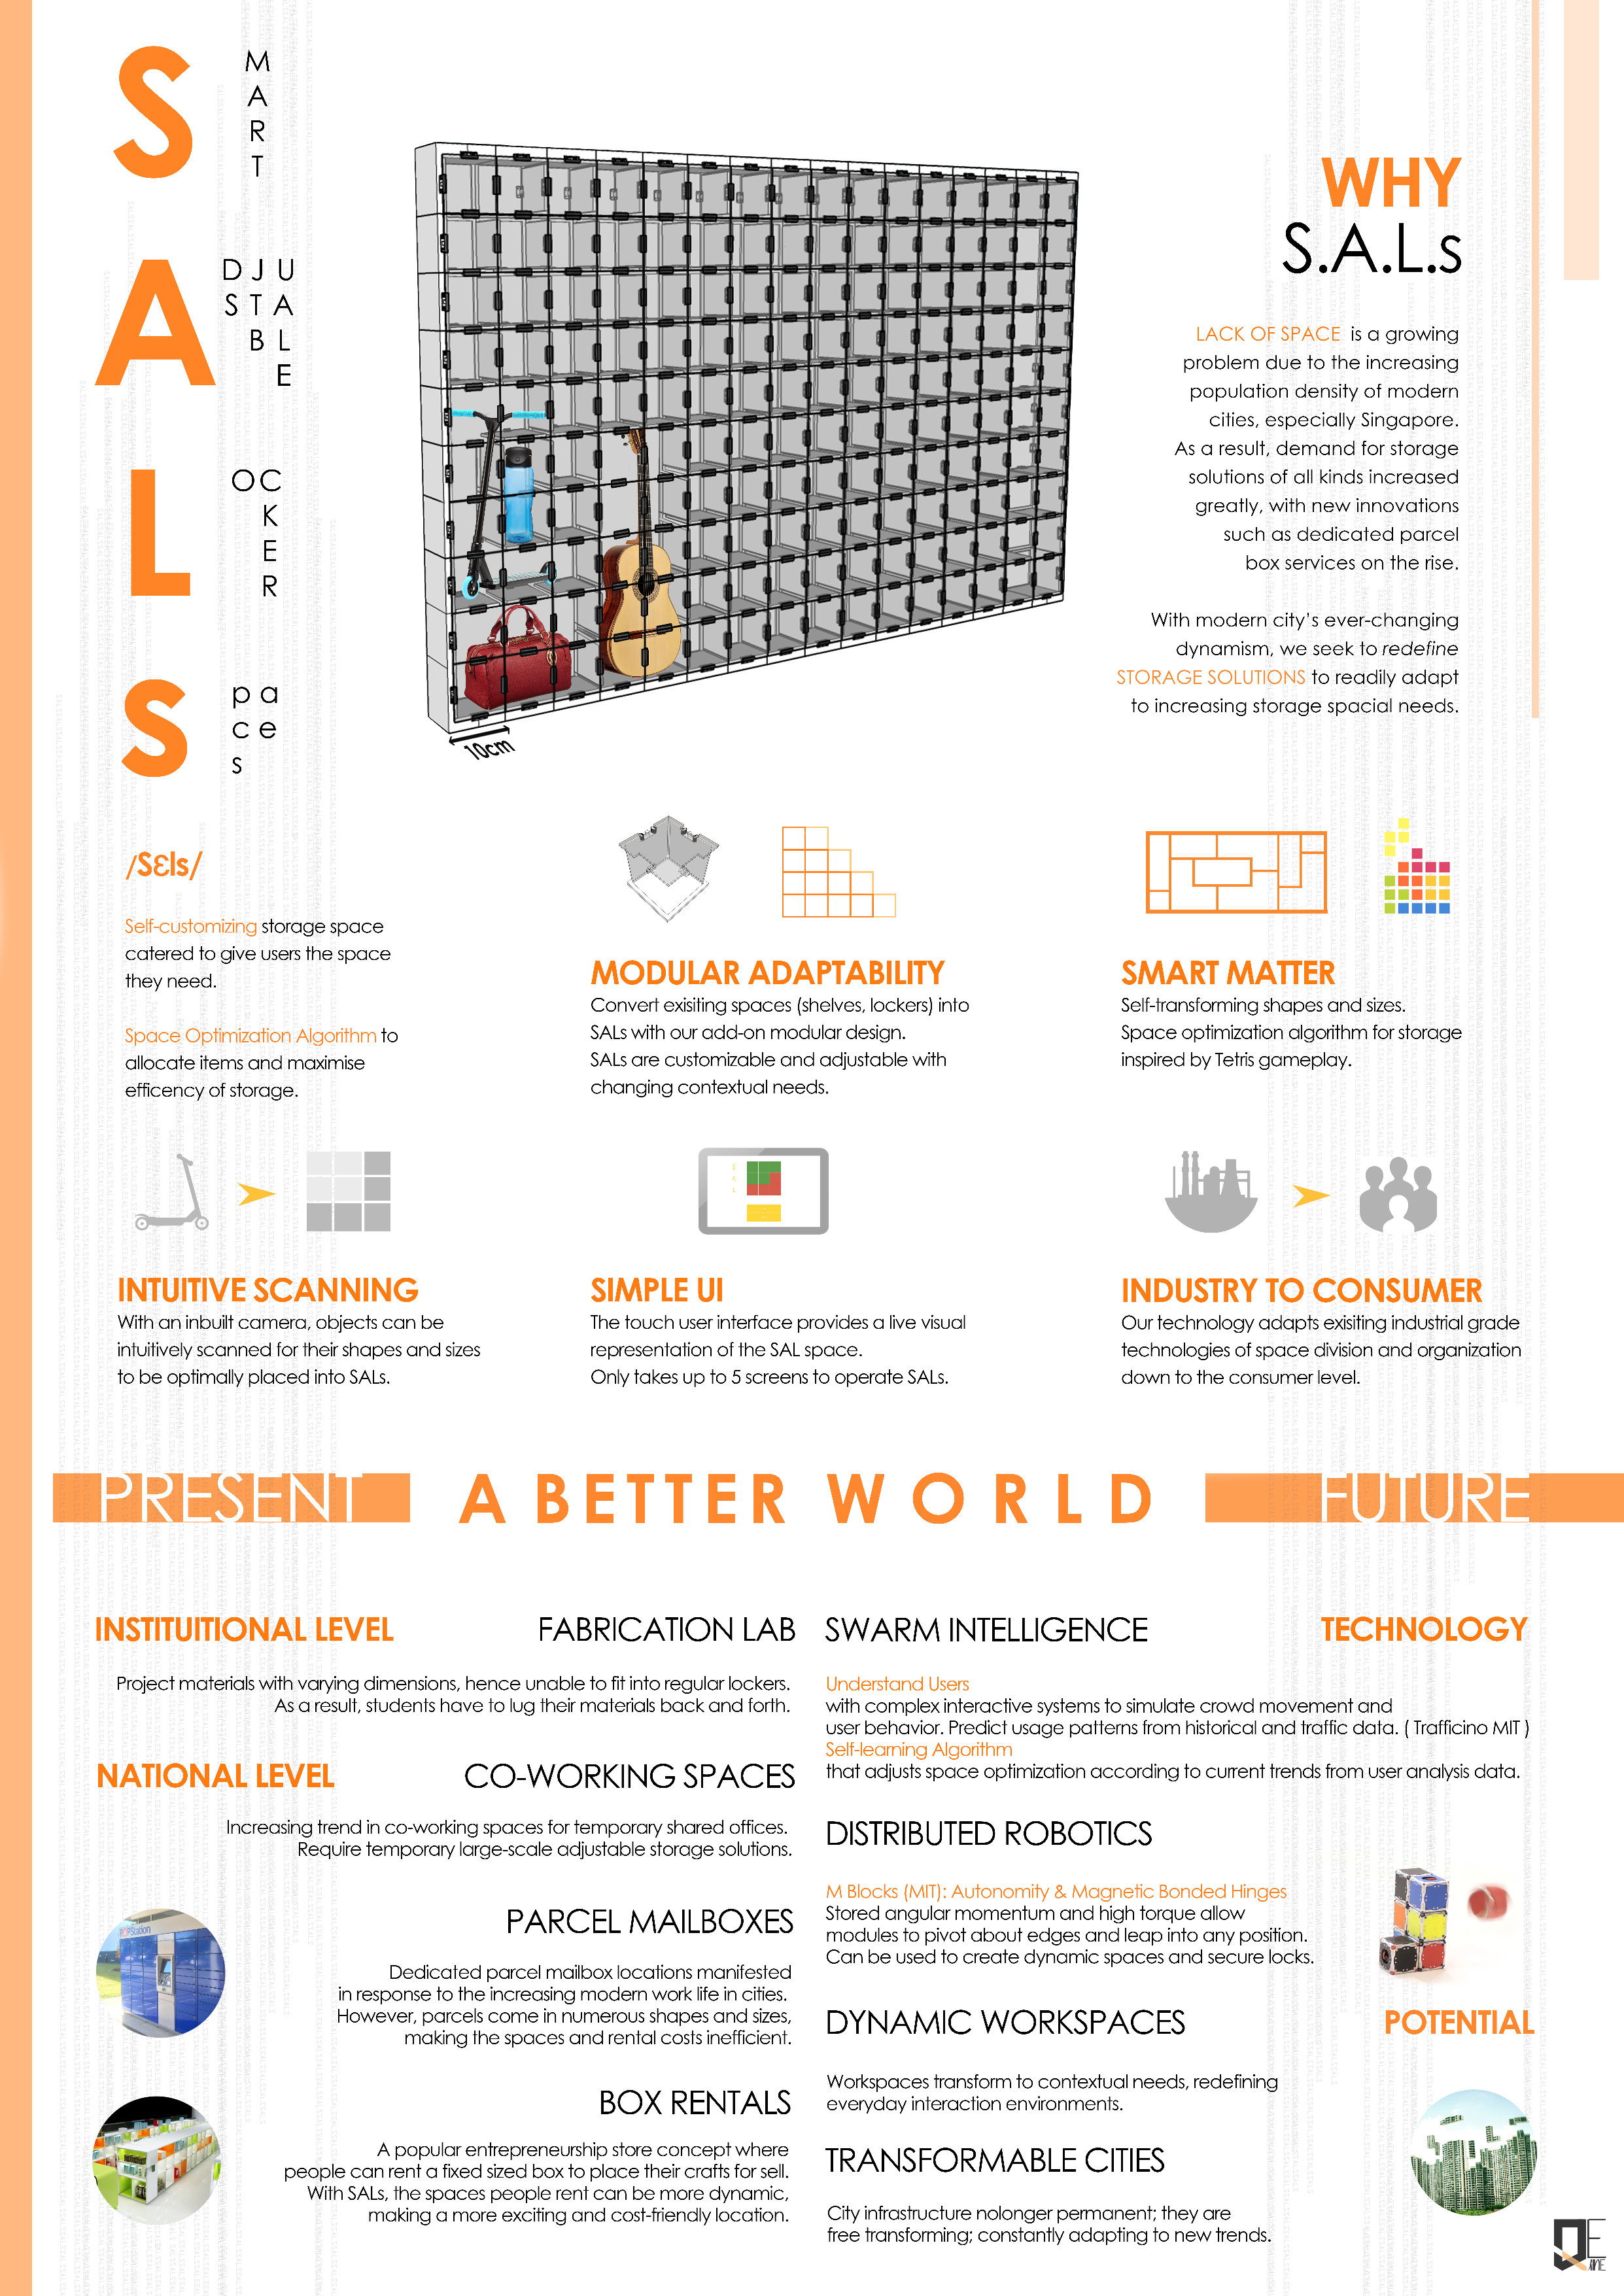 SMART
ADJUSTABLE
LOCKER
Spaces
10cm
WHY
S.A.L.s
LACK OF SPACE is a growing
problem due to the increasing
population density of modern
cities, especially Singapore.
As a result, demand for storage
solutions of all kinds increased
greatly, with new innovations
such as dedicated parcel
box services on the rise.
With modern city's ever-changing
dynamism, we seek to redefine
STORAGE SOLUTIONS to readily adapt
to increasing storage spacial needs.
/Sεls/
Self-customizing storage space
catered to give users the space
they need.
Space Optimization Algorithm to
allocate items and maximise
efficency of storage.
MODULAR ADAPTABILITY
Convert exisiting spaces (shelves, lockers) into
SALs with our add-on modular design.
SALs are customizable and adjustable with
changing contextual needs.
SMART MATTER
Self-transforming shapes and sizes.
Space optimization algorithm for storage
inspired by Tetris gameplay.
INTUITIVE SCANNING
With an inbuilt camera, objects can be
intuitively scanned for their shapes and sizes
to be optimally placed into SALs.
SIMPLE UI
The touch user interface provides a live visual
representation of the SAL space.
Only takes up to 5 screens to operate SALs.
INDUSTRY TO CONSUMER
Our technology adapts exisiting industrial grade
technologies of space division and organization
down to the consumer level.
PRESENT
A BETTER WORLD
FUTURE
INSTITUITIONAL LEVEL
FABRICATION LAB
Project materials with varying dimensions, hence unable to fit into regular lockers.
As a result, students have to lug their materials back and forth.
NATIONAL LEVEL
CO-WORKING SPACES
Increasing trend in co-working spaces for temporary shared offices.
Require temporary large-scale adjustable storage solutions.
PARCEL MAILBOXES
Station
Dedicated parcel mailbox locations manifested
in response to the increasing modern work life in cities.
However, parcels come in numerous shapes and sizes,
making the spaces and rental costs inefficient.
BOX RENTALS
A popular entrepreneurship store concept where
people can rent a fixed sized box to place their crafts for sell.
With SALs, the spaces people rent can be more dynamic,
making a more exciting and cost-friendly location.
SWARM INTELLIGENCE
TECHNOLOGY
Understand Users
with complex interactive systems to simulate crowd movement and
user behavior. Predict usage patterns from historical and traffic data. ( Trafficino MIT )
Self-learning Algorithm
that adjusts space optimization according to current trends from user analysis data.
DISTRIBUTED ROBOTICS
M Blocks (MIT): Autonomity & Magnetic Bonded Hinges
Stored angular momentum and high torque allow
modules to pivot about edges and leap into any position.
Can be used to create dynamic spaces and secure locks.
DYNAMIC WORKSPACES
POTENTIAL
Workspaces transform to contextual needs, redefining
everyday interaction environments.
TRANSFORMABLE CITIES
City infrastructure nolonger permanent; they are
free transforming; constantly adapting to new trends.